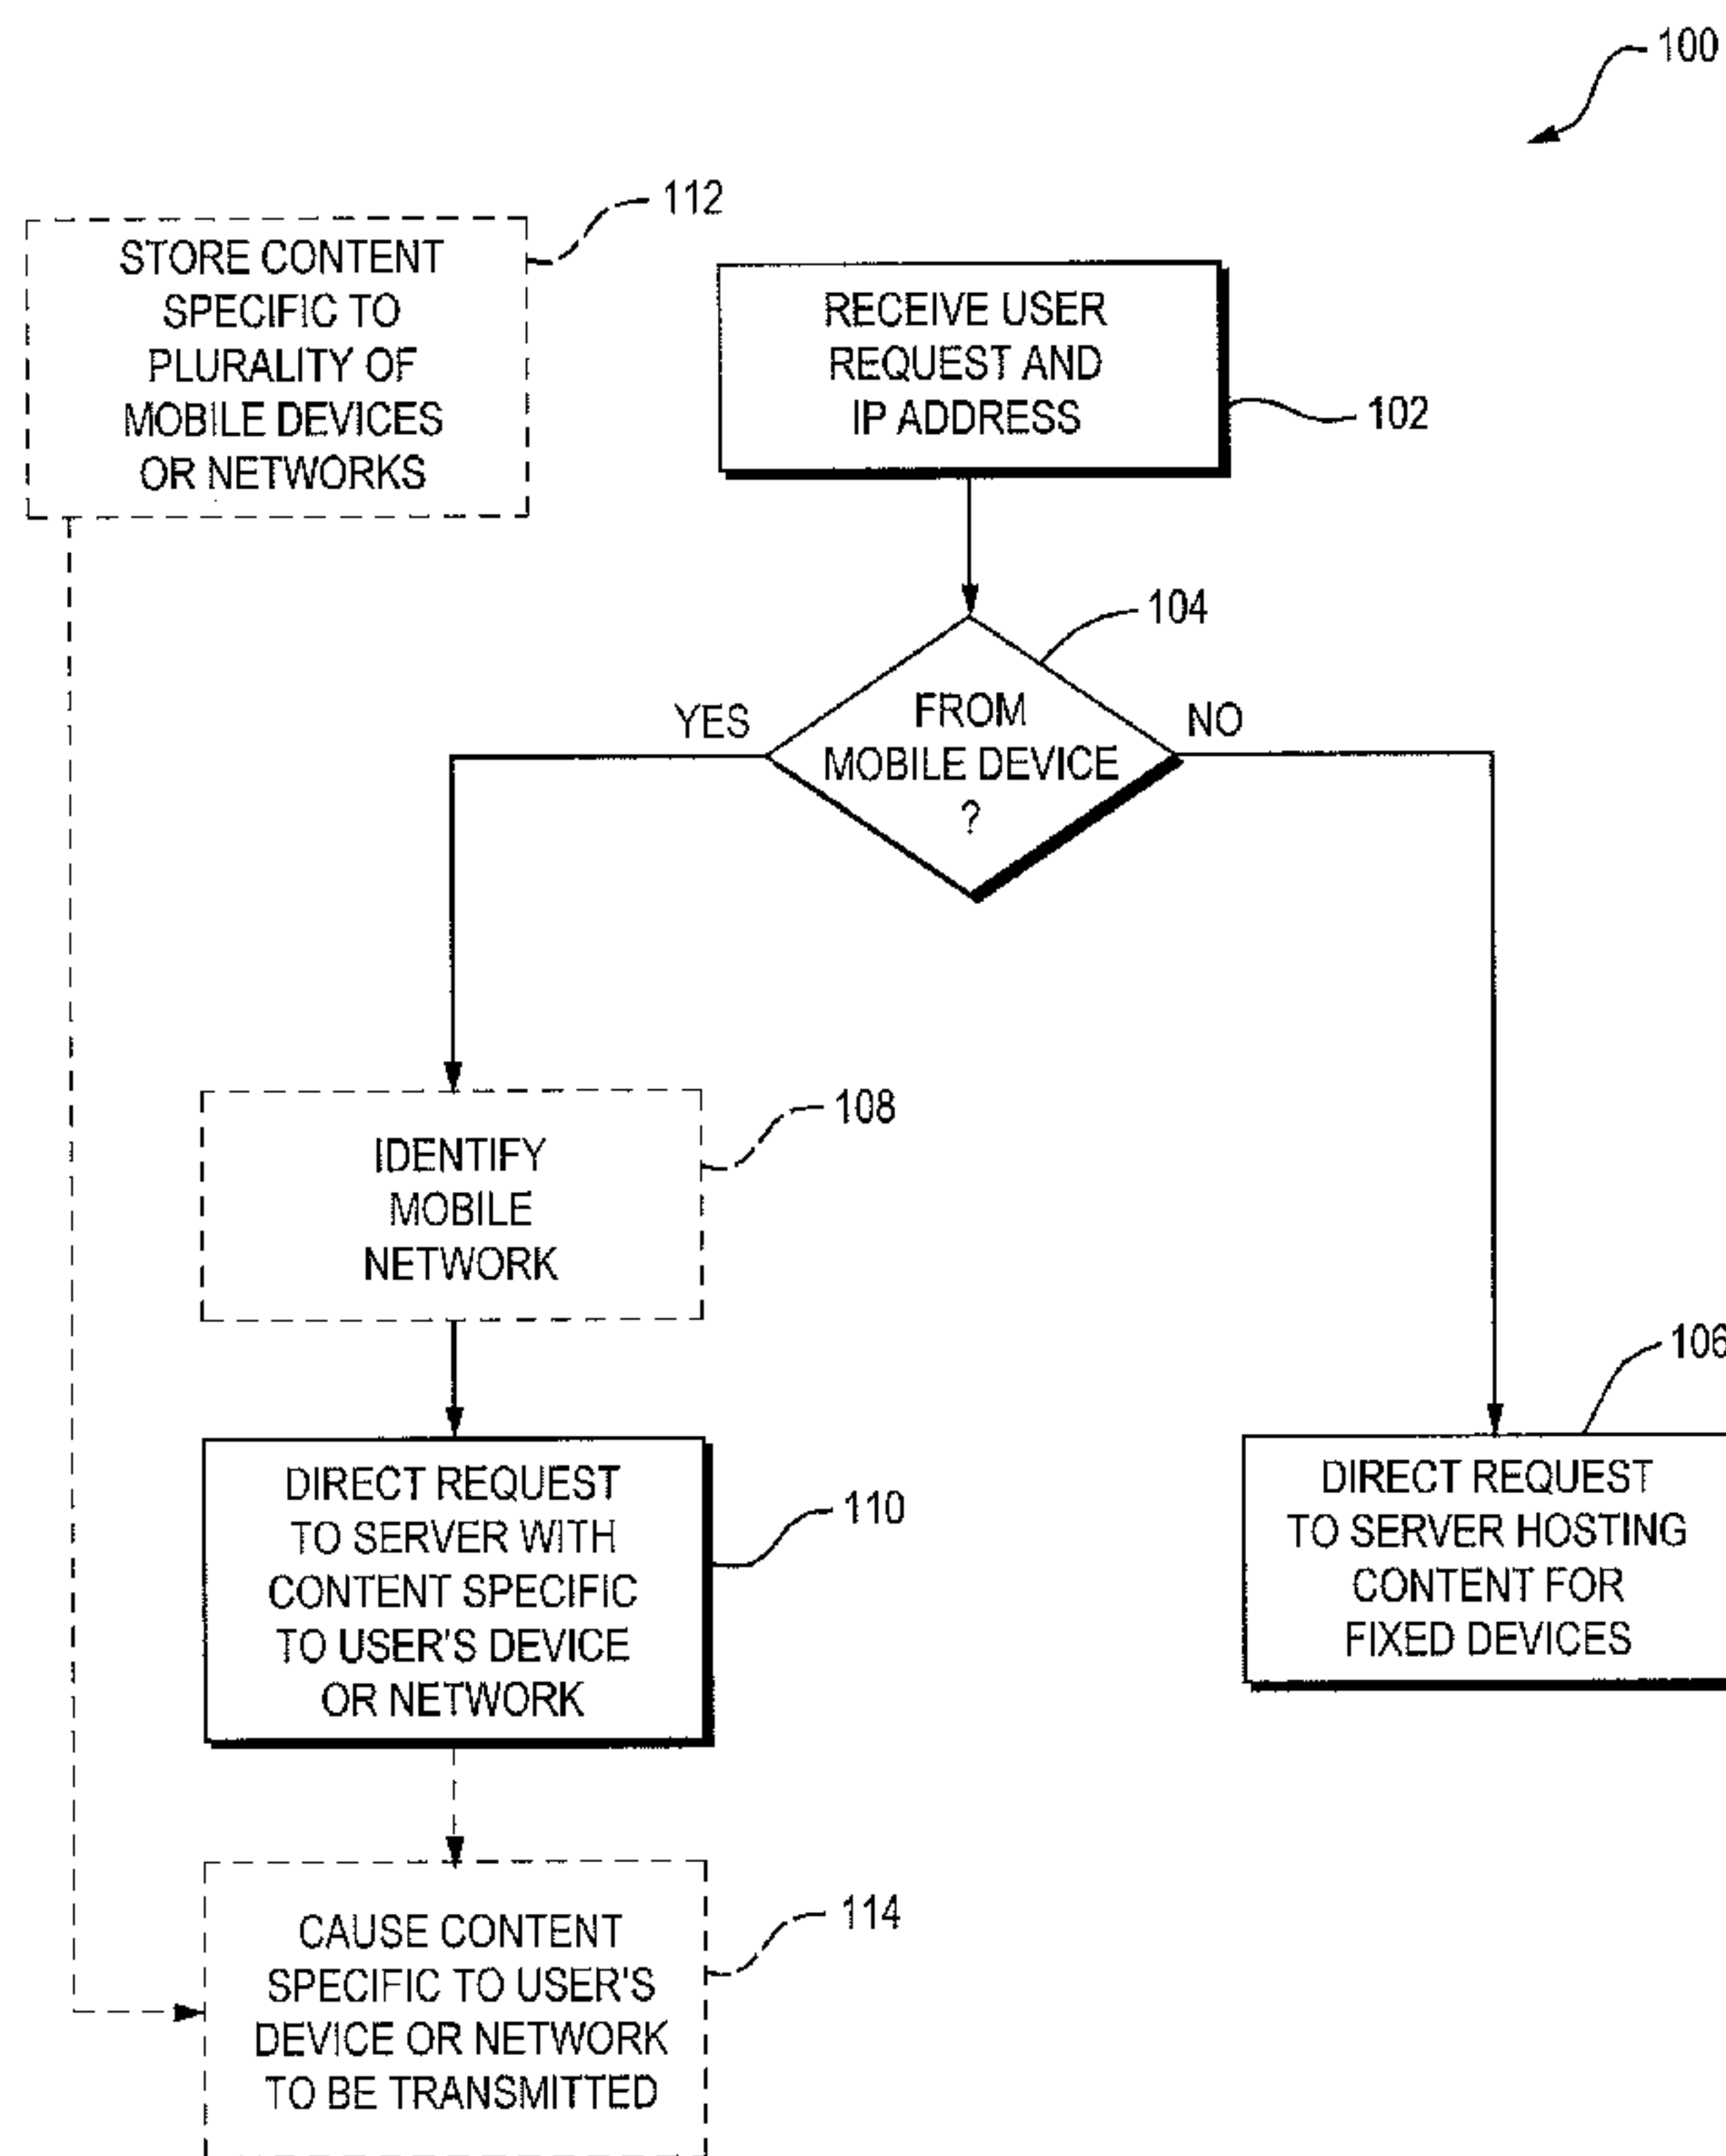 100
112
STORE CONTENT
SPECIFIC TO
PLURALITY OF
MOBILE DEVICES
OR NETWORKS
RECEIVE USER
REQUEST AND
IP ADDRESS
102
104
FROM
MOBILE DEVICE
?
YES
NO
108
IDENTIFY
MOBILE
NETWORK
106
DIRECT REQUEST
TO SERVER WITH
CONTENT SPECIFIC
TO USER'S DEVICE
OR NETWORK
110
DIRECT REQUEST
TO SERVER HOSTING
CONTENT FOR
FIXED DEVICES
114
CAUSE CONTENT
SPECIFIC TO USER'S
DEVICE OR NETWORK
TO BE TRANSMITTED